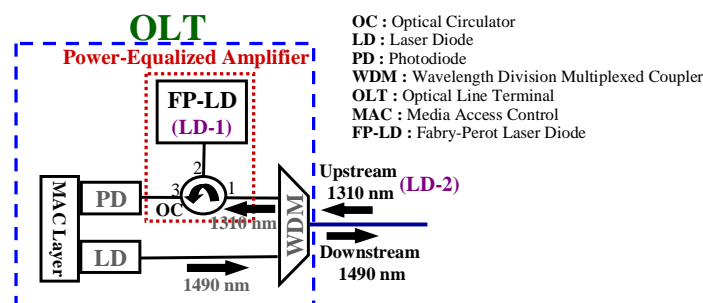 OLT
Power-Equalized Amplifier
FP-LD
(LD-1)
2
3
1
OC
PD
MAC Layer
LD
WDM
1310 nm
1490 nm
Upstream
1310 nm
(LD-2)
Downstream
1490 nm
OC : Optical Circulator
LD : Laser Diode
PD : Photodiode
WDM : Wavelength Division Multiplexed Coupler
OLT : Optical Line Terminal
MAC : Media Access Control
FP-LD : Fabry-Perot Laser Diode